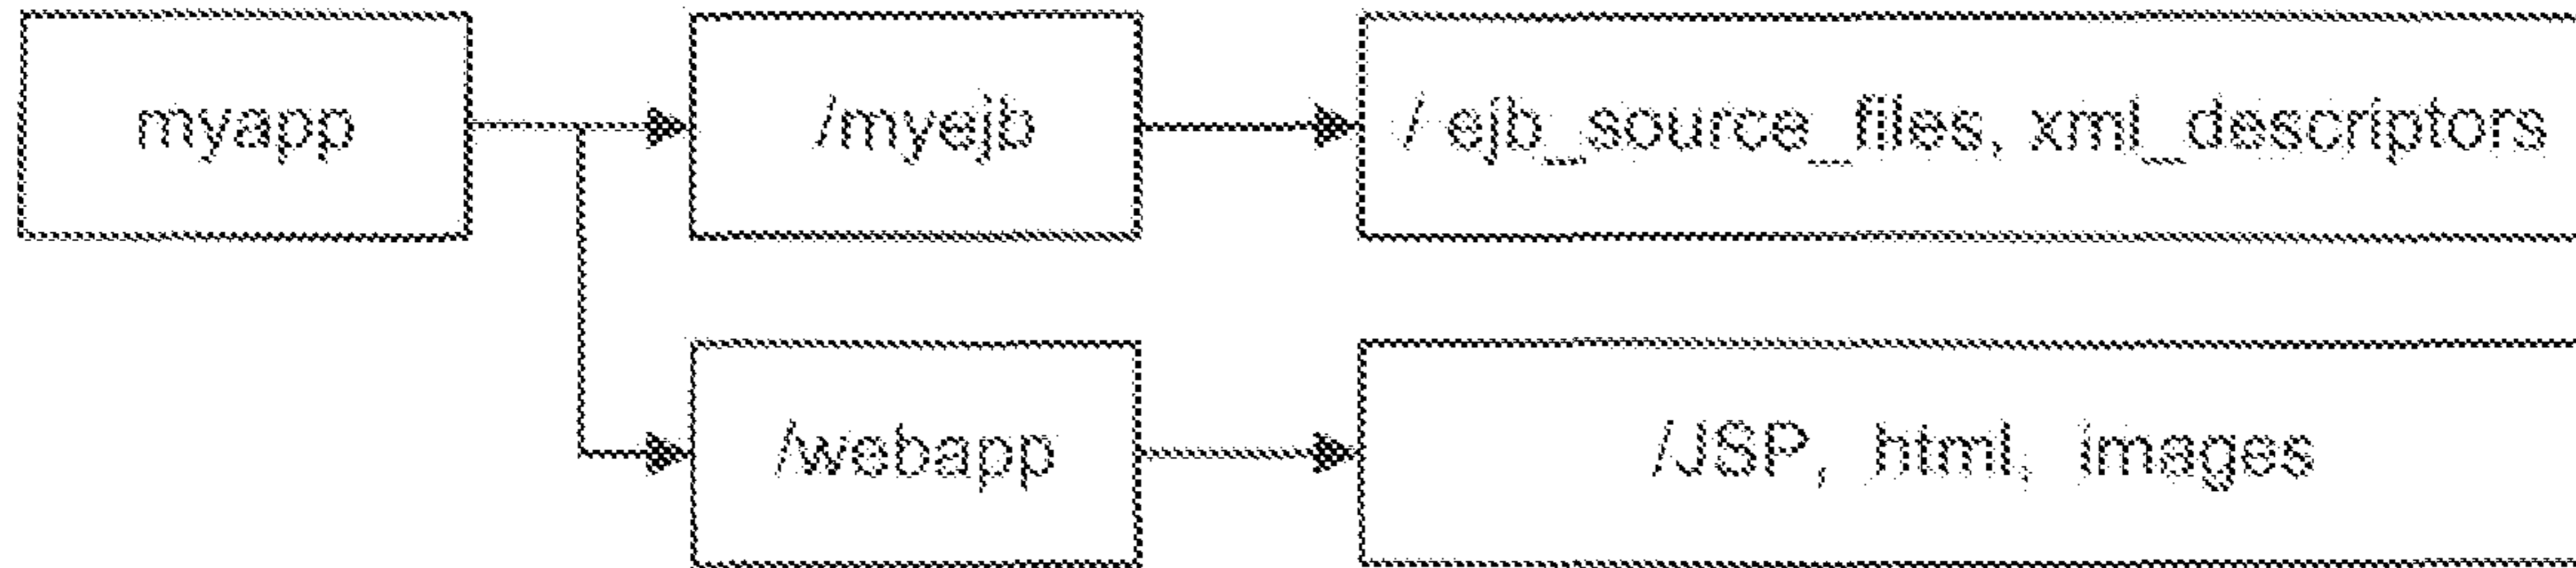 myapp
/myejb
/ ejb_source_files, xml_descriptors
/webapp
/JSP, html, images